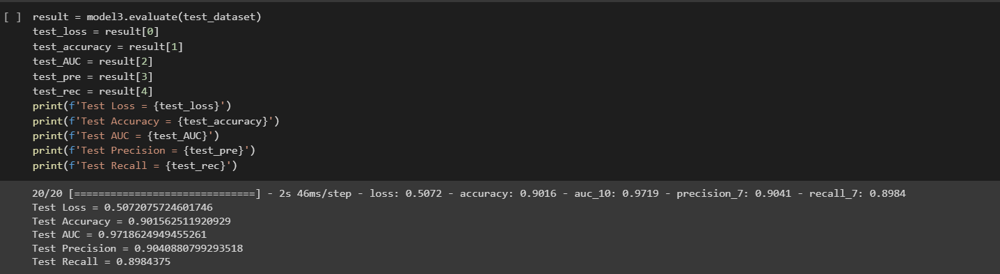 [ ] result = model3.evaluate(test_dataset)
test_loss = result[0]
test_accuracy = result[1]
test_AUC = result[2]
test_pre = result[3]
test_rec = result[4]
print(f'Test Loss = {test_loss}')
print(f'Test Accuracy = {test_accuracy}')
print(f'Test AUC = {test_AUC}')
print(f'Test Precision = {test_pre}')
print(f'Test Recall = {test_rec}')
20/20 [==============================] - 2s 46ms/step - loss: 0.5072 - accuracy: 0.9016 - auc_10: 0.9719 - precision_7: 0.9041 - recall_7: 0.8984
Test Loss = 0.5072075724601746
Test Accuracy = 0.901562511920929
Test AUC = 0.9718624949455261
Test Precision = 0.9040880799293518
Test Recall = 0.8984375